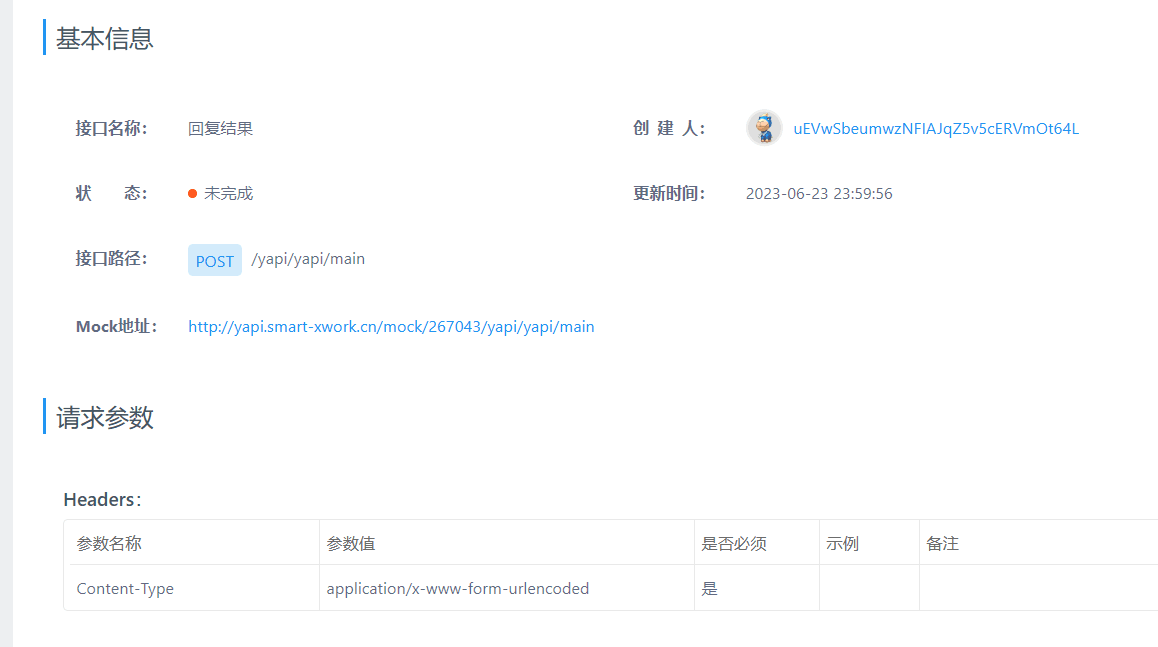 基本信息
接口名称： 回复结果 创 建 人： uEVwSbeumwzNFIAJqZ5v5cERVmOt64L
状 态： 未完成 更新时间： 2023-06-23 23:59:56
接口路径： POST /yapi/yapi/main
Mock地址： http://yapi.smart-xwork.cn/mock/267043/yapi/yapi/main
请求参数
Headers：
参数名称 参数值 是否必须 示例 备注
Content-Type application/x-www-form-urlencoded 是